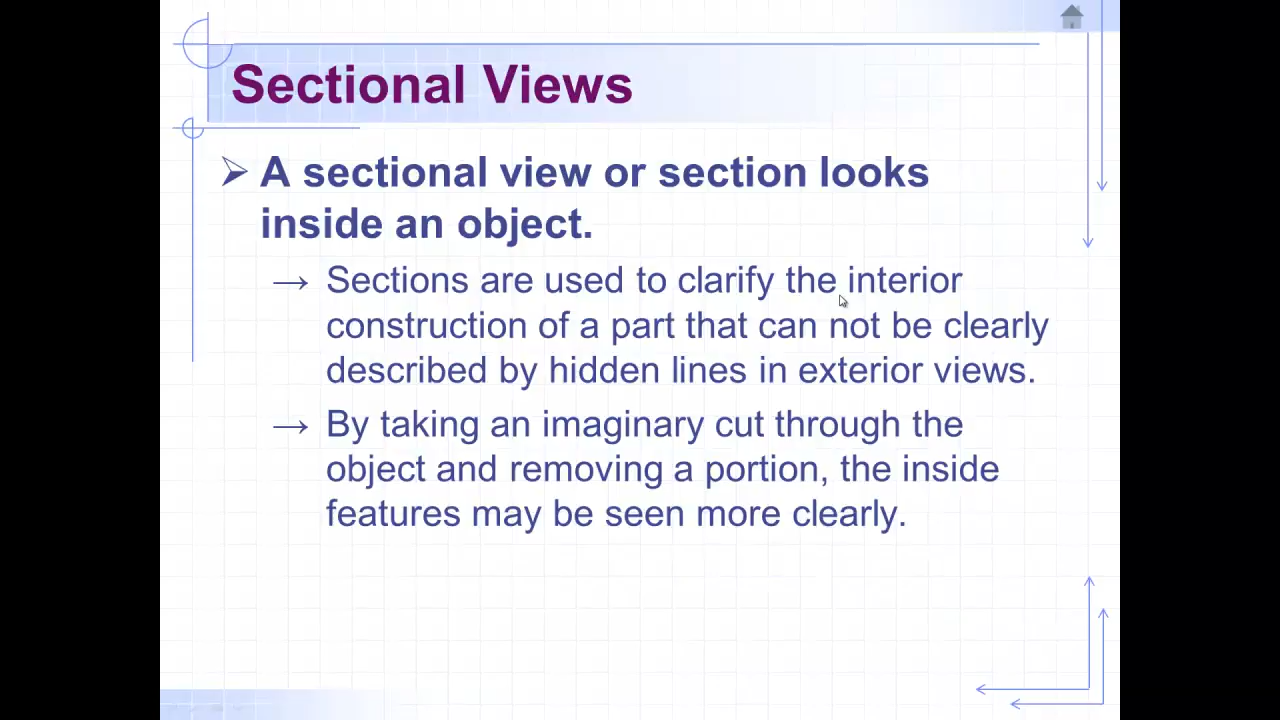 Sectional Views
A sectional view or section looks
inside an object.
Sections are used to clarify the interior
construction of a part that can not be clearly
described by hidden lines in exterior views.
By taking an imaginary cut through the
object and removing a portion, the inside
features may be seen more clearly.